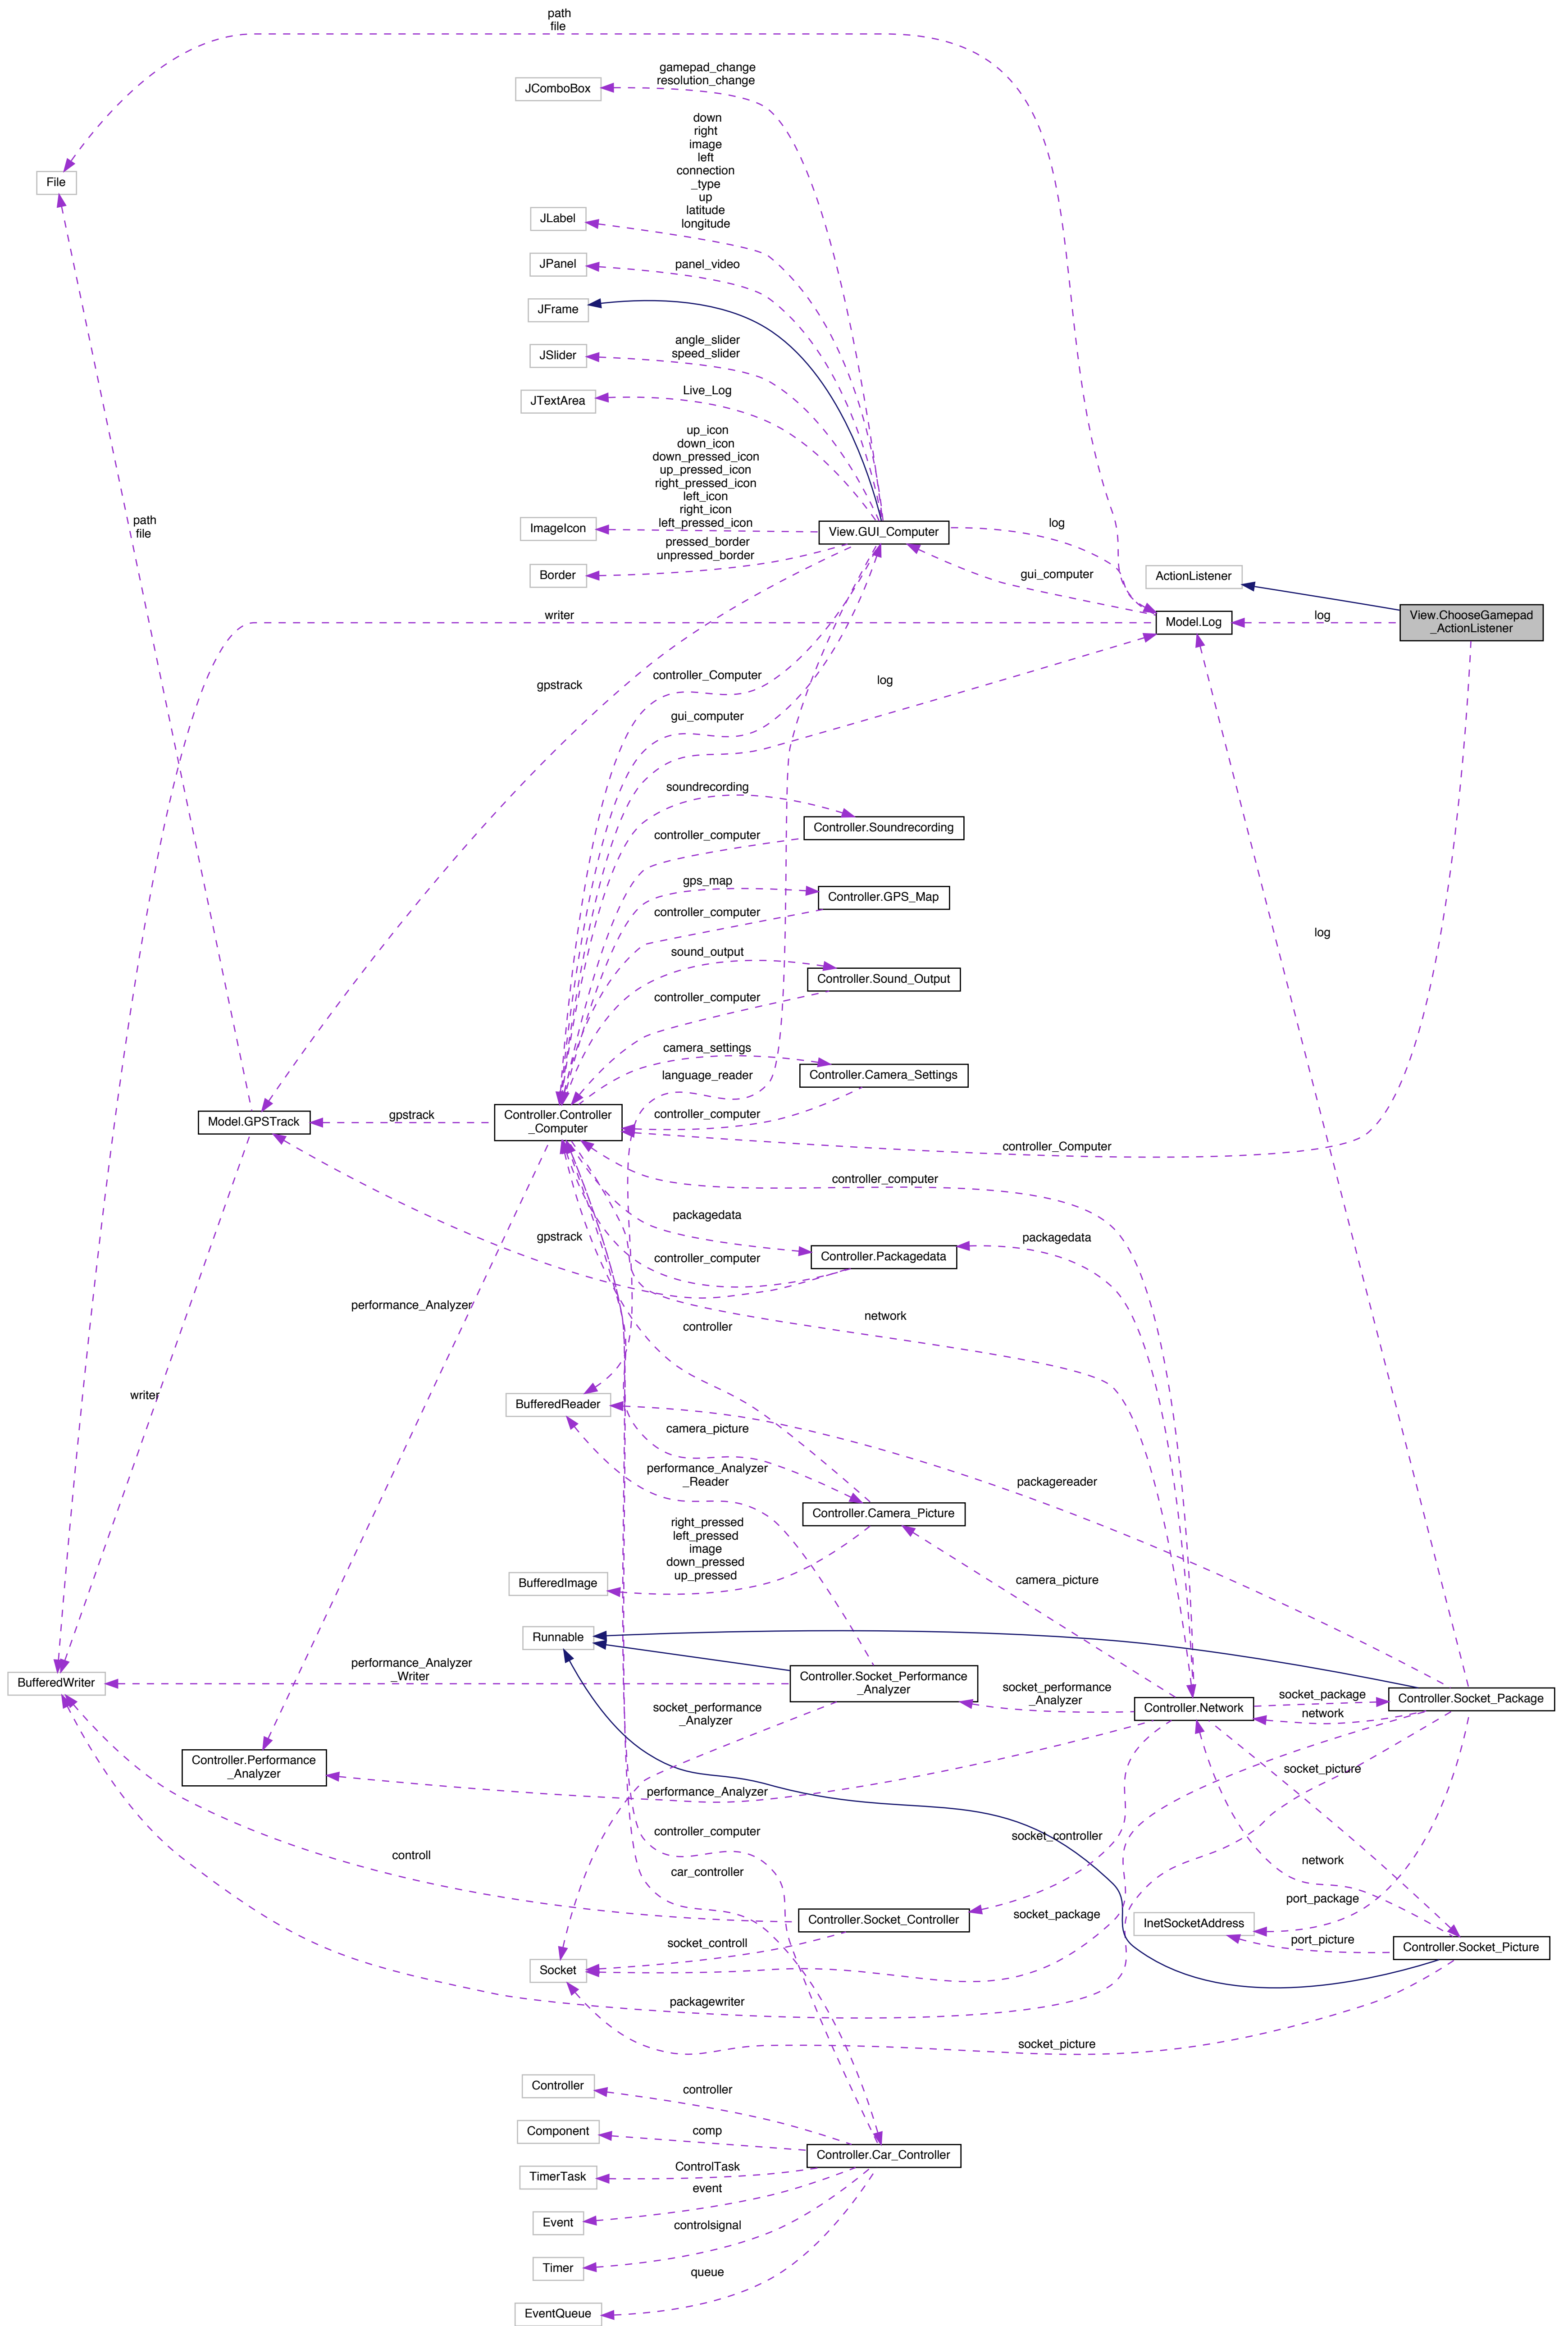 path
file
gamepad_change
resolution_change
JComboBox
down
right
image
left
connection
_type
up
latitude
longitude
File
JLabel
JPanel
panel_video
JFrame
angle_slider
speed_slider
JSlider
Live_Log
JTextArea
up_icon
down_icon
down_pressed_icon
up_pressed_icon
right_pressed_icon
left_icon
right_icon
left_pressed_icon
ImageIcon
View.GUI_Computer
log
path
file
pressed_border
unpressed_border
Border
gui_computer
ActionListener
writer
Model.Log
log
View.ChooseGamepad
_ActionListener
gpstrack
controller_Computer
log
gui_computer
soundrecording
Controller.Soundrecording
controller_computer
gps_map
Controller.GPS_Map
controller_computer
log
sound_output
Controller.Sound_Output
controller_computer
camera_settings
language_reader
Controller.Camera_Settings
Model.GPSTrack
gpstrack
Controller.Controller
_Computer
controller_computer
controller_Computer
controller_computer
packagedata
gpstrack
controller_computer
Controller.Packagedata
packagedata
performance_Analyzer
controller
network
writer
BufferedReader
camera_picture
performance_Analyzer
_Reader
packagereader
Controller.Camera_Picture
right_pressed
left_pressed
image
down_pressed
up_pressed
BufferedImage
camera_picture
Runnable
BufferedWriter
performance_Analyzer
_Writer
Controller.Socket_Performance
_Analyzer
socket_performance
_Analyzer
Controller.Network
socket_package
network
Controller.Socket_Package
socket_performance
_Analyzer
Controller.Performance
_Analyzer
performance_Analyzer
socket_picture
controller_computer
socket_controller
controll
car_controller
network
port_package
Controller.Socket_Controller
socket_package
InetSocketAddress
socket_controll
port_picture
Controller.Socket_Picture
Socket
packagewriter
socket_picture
Controller
controller
Component
comp
Controller.Car_Controller
TimerTask
ControlTask
event
Event
controlsignal
Timer
queue
EventQueue